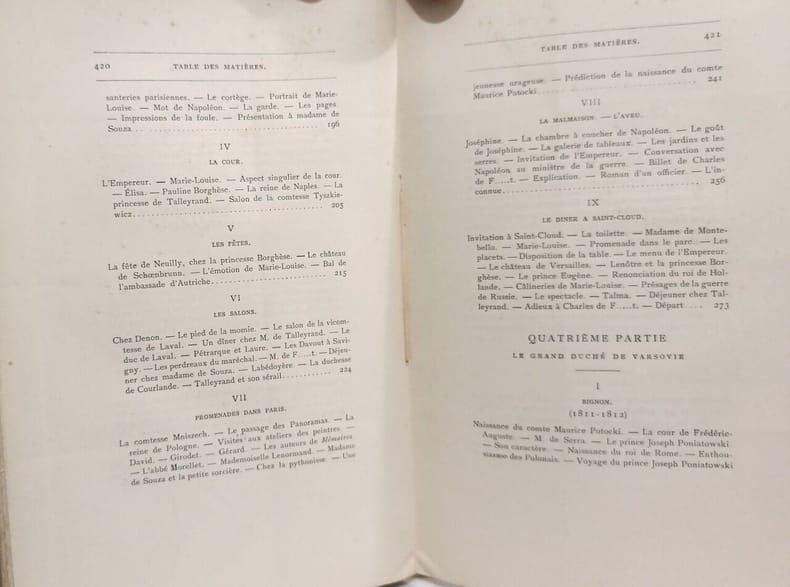 420 TABLE DES MATIÈRES.
santeries parisiennes. — Le cortège. — Portrait de Marie-
Louise. — Mot de Napoléon. — La garde. — Les pages
— Impressions de la foule. — Présentation à madame de
Souza. 196
IV
LA COUR.
L'Empereur. — Marie-Louise. — Aspect singulier de la cour.
— Élisa. — Pauline Borghèse. — La reine de Naples. — La
princesse de Talleyrand. — Salon de la comtesse Tyszkie-
wicz. 205
V
LES FÊTES.
La fête de Neuilly, chez la princesse Borghèse. — Le château
de Schœnbrunn. — L'émotion de Marie-Louise. — Bal de
l'ambassade d'Autriche. 215
VI
LES SALONS.
Chez Denon. — Le pied de la momie. — Le salon de la vicom-
tesse de Laval. — Un dîner chez M. de Talleyrand. — Le
duc de Laval. — Pétrarque et Laure. — Les Davout à Savi-
gny. — Les perdreaux du maréchal. — M. de F.....t. — Déjeu-
ner chez madame de Souza. — Labédoyère. — La duchesse
de Courlande. — Talleyrand et son sérail. 224
VII
PROMENADES DANS PARIS.
La comtesse Mniszech. — Le passage des Panoramas. — La
reine de Pologne. — Visites aux ateliers des peintres. —
David. — Girodet. — Gérard. — Les auteurs de Mémoires
— L'abbé Morellet. — Mademoiselle Lenormand. — Madame
de Souza et la petite sorcière. — Chez la pythonisse. — Une
TABLE DES MATIÈRES. 421
jeunesse orageuse. — Prédiction de la naissance du comte
Maurice Potocki. 241
VIII
LA MALMAISON. — L'AVEU.
Joséphine. — La chambre à coucher de Napoléon. — Le goût
de Joséphine. — La galerie de tableaux. — Les jardins et les
serres. — Invitation de l'Empereur. — Conversation avec
Napoléon au ministère de la guerre. — Billet de Charles
de F.....t. — Explication. — Roman d'un officier. — L'in-
connue. 256
IX
LE DINER A SAINT-CLOUD.
Invitation à Saint-Cloud. — La toilette. — Madame de Monte-
bello. — Marie-Louise. — Promenade dans le parc. — Les
placets. — Disposition de la table. — Le menu de l'Empereur.
— Le château de Versailles. — Lenôtre et la princesse Bor-
ghèse. — Le prince Eugène. — Renonciation du roi de Hol-
lande. — Câlineries de Marie-Louise. — Présages de la guerre
de Russie. — Le spectacle. — Talma. — Déjeuner chez Tal-
leyrand. — Adieux à Charles de F.....t. — Départ .... 273
QUATRIÈME PARTIE
LE GRAND DUCHÉ DE VARSOVIE
I
BIGNON.
(1811-1812)
Naissance du comte Maurice Potocki. — La cour de Frédéric-
Auguste. — M. de Serra. — Le prince Joseph Poniatowski
— Son caractère. — Naissance du roi de Rome. — Enthou-
siasme des Polonais. — Voyage du prince Joseph Poniatowski